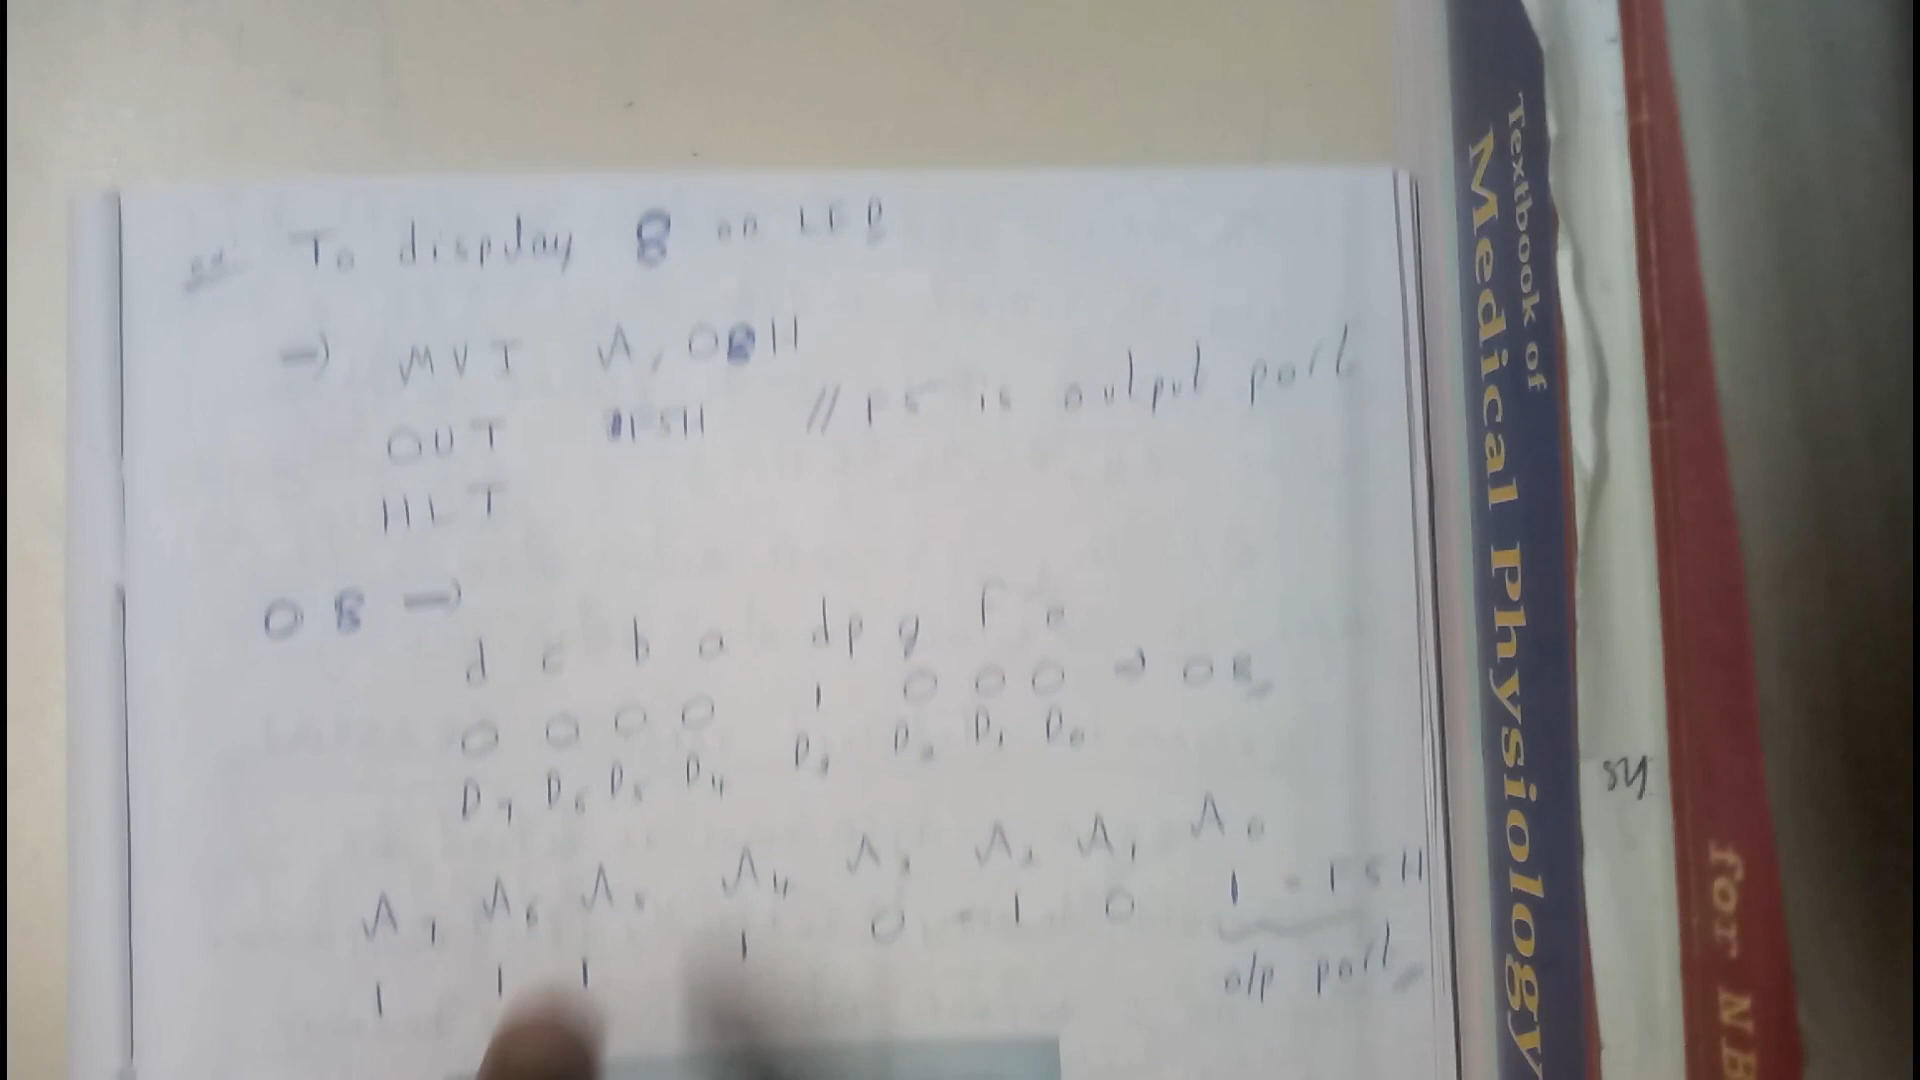 ex. To display 8 on LED
→ MVI A, 08H
OUT F5H // F5 is output port
HLT
08 →
d c b a dp g f e
0 0 0 0 1 0 0 0 → 08
D7 D6 D5 D4 D3 D2 D1 D0
A7 A6 A5 A4 A3 A2 A1 A0
1 1 1 1 0 1 0 1 = F5H
o/p port
Textbook of
Medical Physiology
for NB